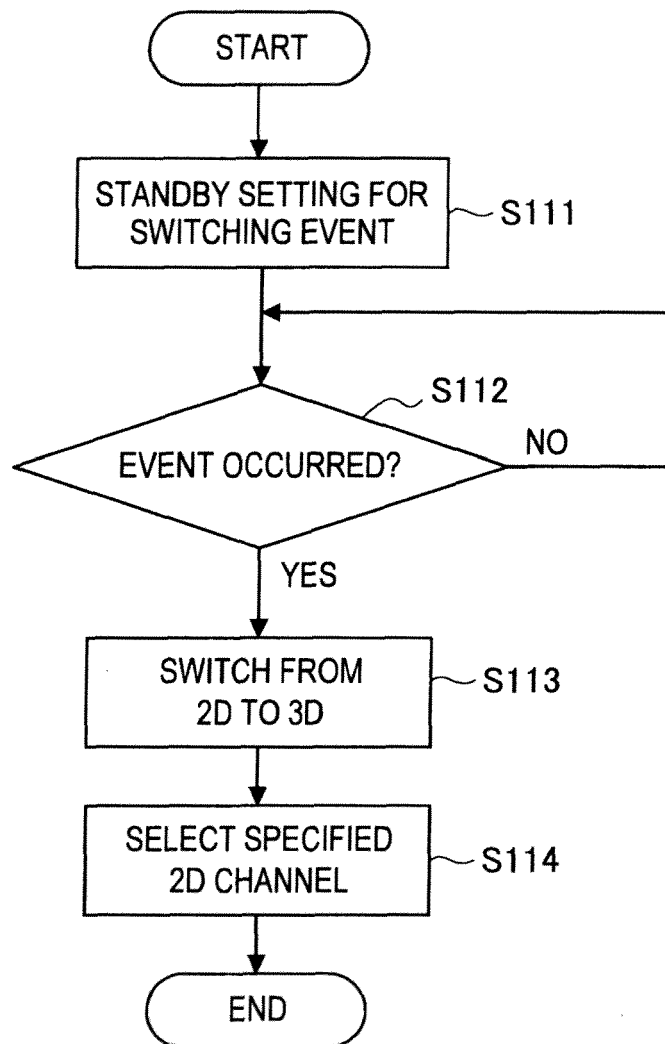 START
STANDBY SETTING FOR
SWITCHING EVENT
S111
S112
EVENT OCCURRED?
NO
YES
SWITCH FROM
2D TO 3D
S113
SELECT SPECIFIED
2D CHANNEL
S114
END